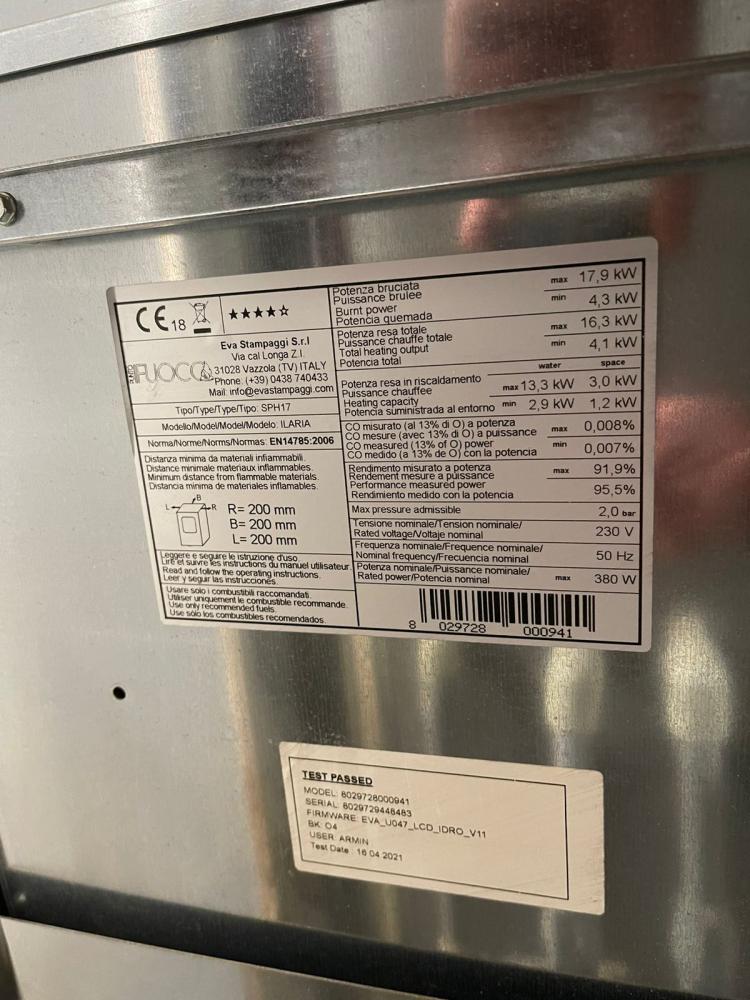 CE 18
PURO
FUOCO
Eva Stampaggi S.r.l
Via cal Longa Z.I.
31028 Vazzola (TV) ITALY
Phone: (+39) 0438 740433
Mail: info@evastampaggi.com
Tipo/Type/Type/Tipo: SPH17
Modello/Model/Model/Modelo: ILARIA
Norma/Norme/Norms/Normas: EN14785:2006
Distanza minima da materiali infiammabili.
Distance minimale materiaux inflammables.
Minimum distance from flammable materials.
Distancia minima de materiales inflamables.
B
L
R
R= 200 mm
B= 200 mm
L= 200 mm
Leggere e seguire le istruzione d'uso.
Lire et suivre les instructions du manuel utilisateur.
Read and follow the operating instructions.
Leer y seguir las instrucciones.
Usare solo i combustibili raccomandati.
Utiliser uniquement le combustible recommande.
Use only recommended fuels.
Use sólo los combustibles recomendados.
Potenza bruciata
Puissance brulee
Burnt power
Potencia quemada
max 17,9 kW
min 4,3 kW
Potenza resa totale
Puissance chauffe totale
Total heating output
Potencia total
max 16,3 kW
min 4,1 kW
water space
Potenza resa in riscaldamento
Puissance chauffee
Heating capacity
Potencia suministrada al entorno
max 13,3 kW 3,0 kW
min 2,9 kW 1,2 kW
CO misurato (al 13% di O) a potenza
CO mesure (avec 13% di O) a puissance
CO measured (13% of O) power
CO medido (a 13% de O) con la potencia
max 0,008%
min 0,007%
Rendimento misurato a potenza
Rendement mesure a puissance
Performance measured power
Rendimiento medido con la potencia
max 91,9%
95,5%
Max pressure admissible 2,0 bar
Tensione nominale/Tension nominale/
Rated voltage/Voltaje nominal
230 V
Frequenza nominale/Frequence nominale/
Nominal frequency/Frecuencia nominal
50 Hz
Potenza nominale/Puissance nominale/
Rated power/Potencia nominal
max 380 W
8 029728 000941
TEST PASSED
MODEL: 8029728000941
SERIAL: 8029729448483
FIRMWARE: EVA_U047_LCD_IDRO_V11
BK: O4
USER: ARMIN
Test Date : 16 04 2021